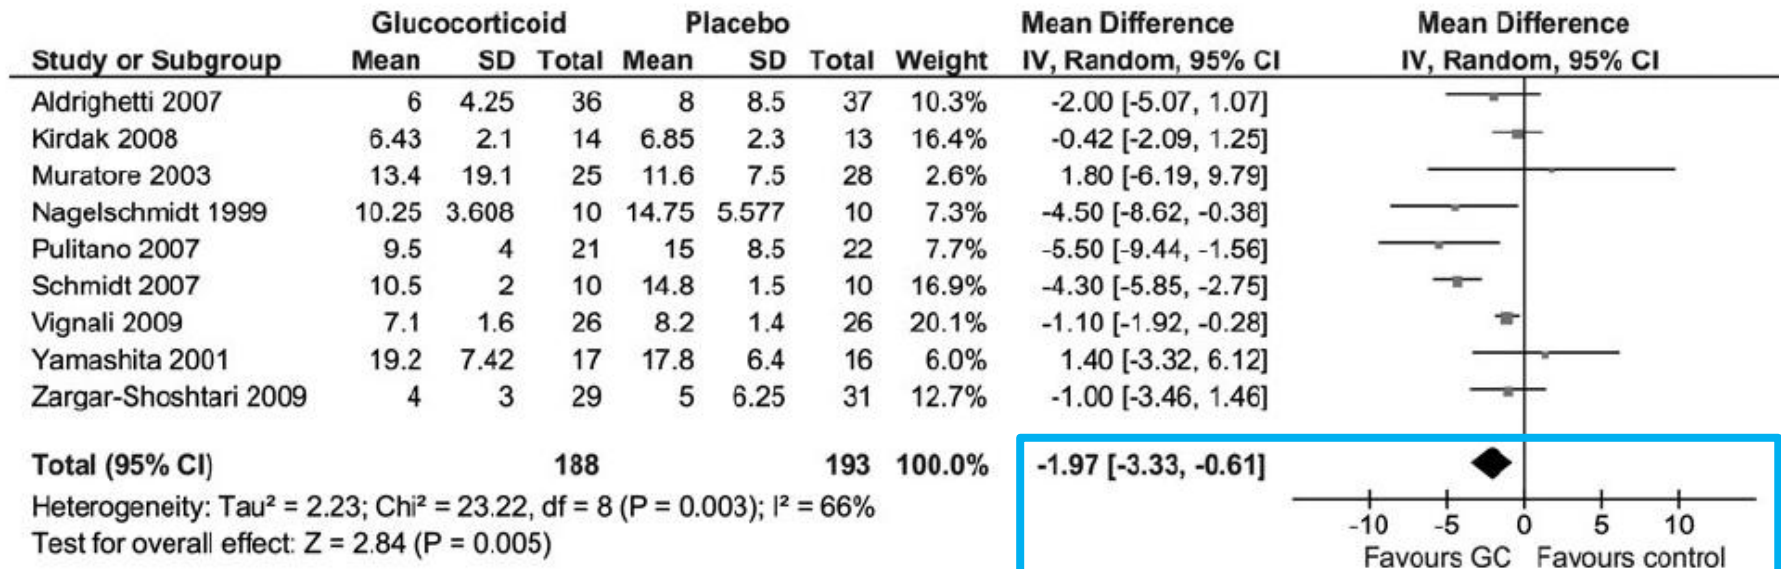 Glucocorticoid Placebo Mean Difference Mean Difference
Study or Subgroup Mean SD Total Mean SD Total Weight IV, Random, 95% CI IV, Random, 95% CI
Aldrighetti 2007 6 4.25 36 8 8.5 37 10.3% -2.00 [-5.07, 1.07]
Kirdak 2008 6.43 2.1 14 6.85 2.3 13 16.4% -0.42 [-2.09, 1.25]
Muratore 2003 13.4 19.1 25 11.6 7.5 28 2.6% 1.80 [-6.19, 9.79]
Nagelschmidt 1999 10.25 3.608 10 14.75 5.577 10 7.3% -4.50 [-8.62, -0.38]
Pulitano 2007 9.5 4 21 15 8.5 22 7.7% -5.50 [-9.44, -1.56]
Schmidt 2007 10.5 2 10 14.8 1.5 10 16.9% -4.30 [-5.85, -2.75]
Vignali 2009 7.1 1.6 26 8.2 1.4 26 20.1% -1.10 [-1.92, -0.28]
Yamashita 2001 19.2 7.42 17 17.8 6.4 16 6.0% 1.40 [-3.32, 6.12]
Zargar-Shoshtari 2009 4 3 29 5 6.25 31 12.7% -1.00 [-3.46, 1.46]
Total (95% CI) 188 193 100.0% -1.97 [-3.33, -0.61]
Heterogeneity: Tau² = 2.23; Chi² = 23.22, df = 8 (P = 0.003); I² = 66%
Test for overall effect: Z = 2.84 (P = 0.005)
-10 -5 0 5 10
Favours GC Favours control